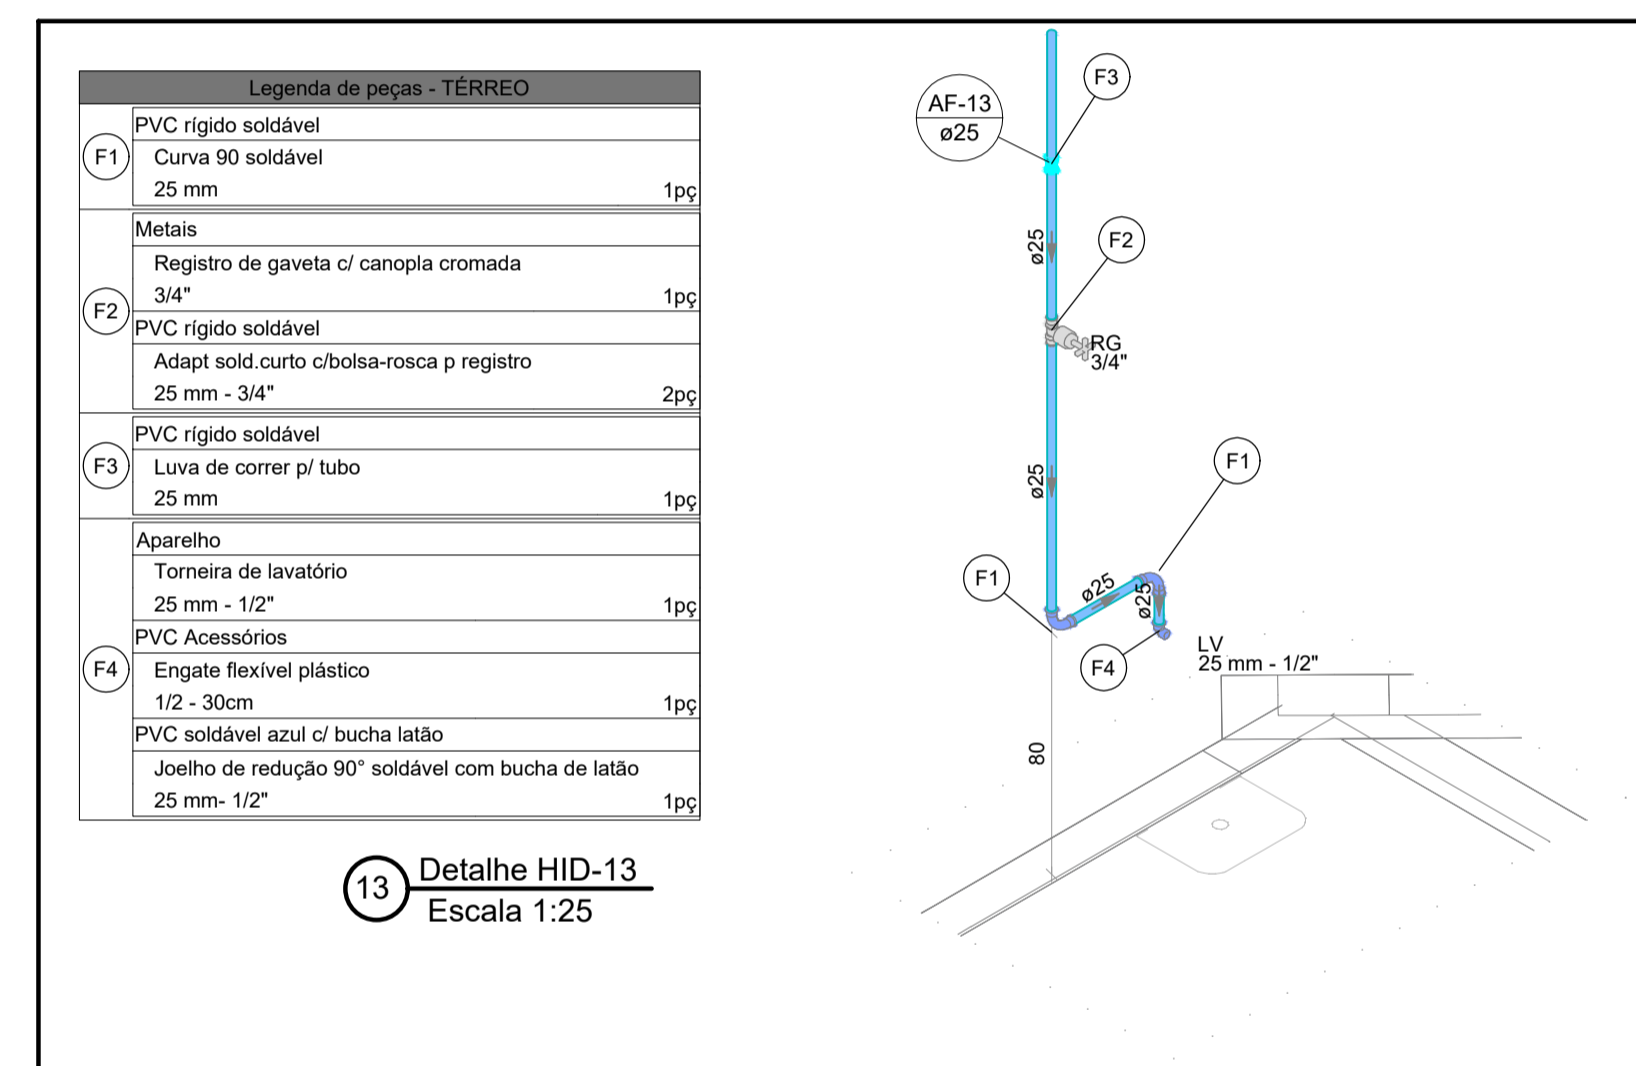 Legenda de peças - TÉRREO
F1
PVC rígido soldável
Curva 90 soldável
25 mm 1pç
F2
Metais
Registro de gaveta c/ canopla cromada
3/4" 1pç
PVC rígido soldável
Adapt sold.curto c/bolsa-rosca p registro
25 mm - 3/4" 2pç
F3
PVC rígido soldável
Luva de correr p/ tubo
25 mm 1pç
F4
Aparelho
Torneira de lavatório
25 mm - 1/2" 1pç
PVC Acessórios
Engate flexível plástico
1/2 - 30cm 1pç
PVC soldável azul c/ bucha latão
Joelho de redução 90° soldável com bucha de latão
25 mm- 1/2" 1pç
13
Detalhe HID-13
Escala 1:25
F3
AF-13
ø25
ø25
F2
RG
3/4"
ø25
F1
F1
ø25
ø25
F4
LV
25 mm - 1/2"
80